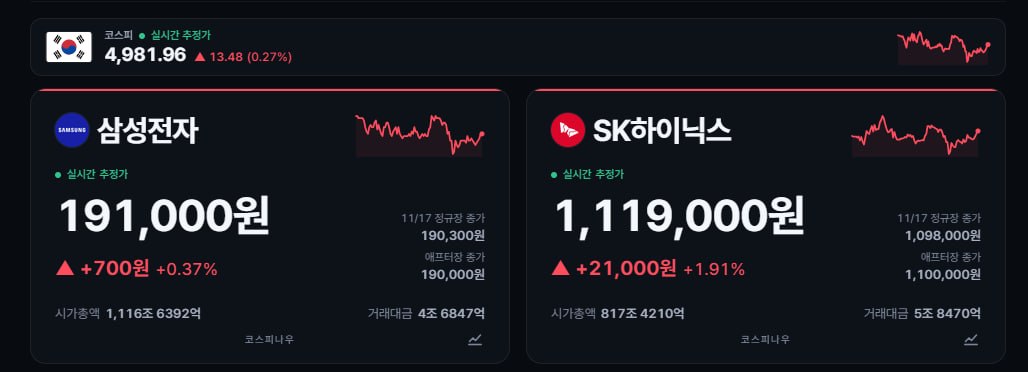 코스피 ● 실시간 추정가
4,981.96 ▲ 13.48 (0.27%)
SAMSUNG 삼성전자
● 실시간 추정가
191,000원
▲ +700원 +0.37%
11/17 정규장 종가
190,300원
애프터장 종가
190,000원
시가총액 1,116조 6392억
거래대금 4조 6847억
코스피나우
SK하이닉스
● 실시간 추정가
1,119,000원
▲ +21,000원 +1.91%
11/17 정규장 종가
1,098,000원
애프터장 종가
1,100,000원
시가총액 817조 4210억
거래대금 5조 8470억
코스피나우